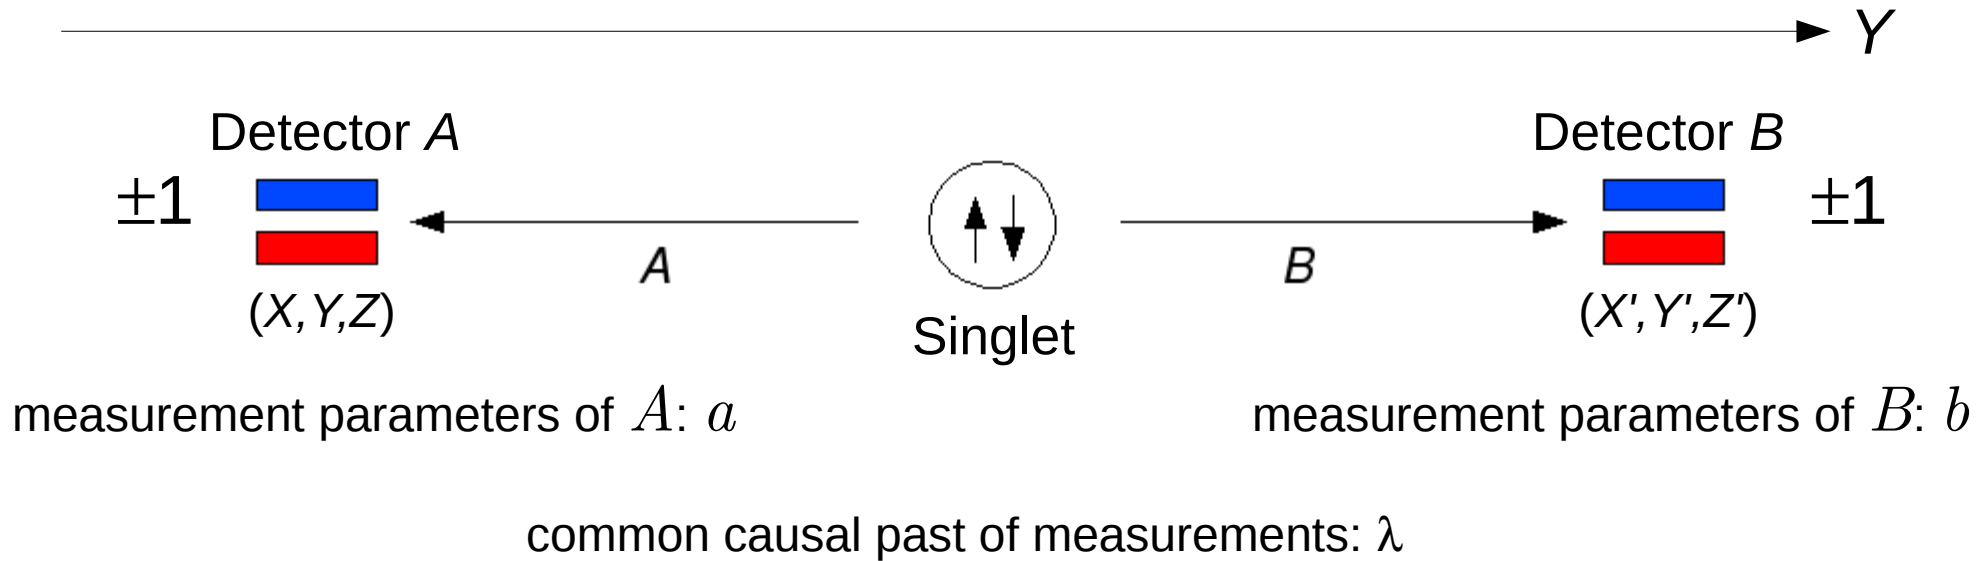 Y
Detector A
Detector B
±1
±1
A
B
(X,Y,Z)
(X',Y',Z')
Singlet
measurement parameters of A: a
measurement parameters of B: b
common causal past of measurements: λ